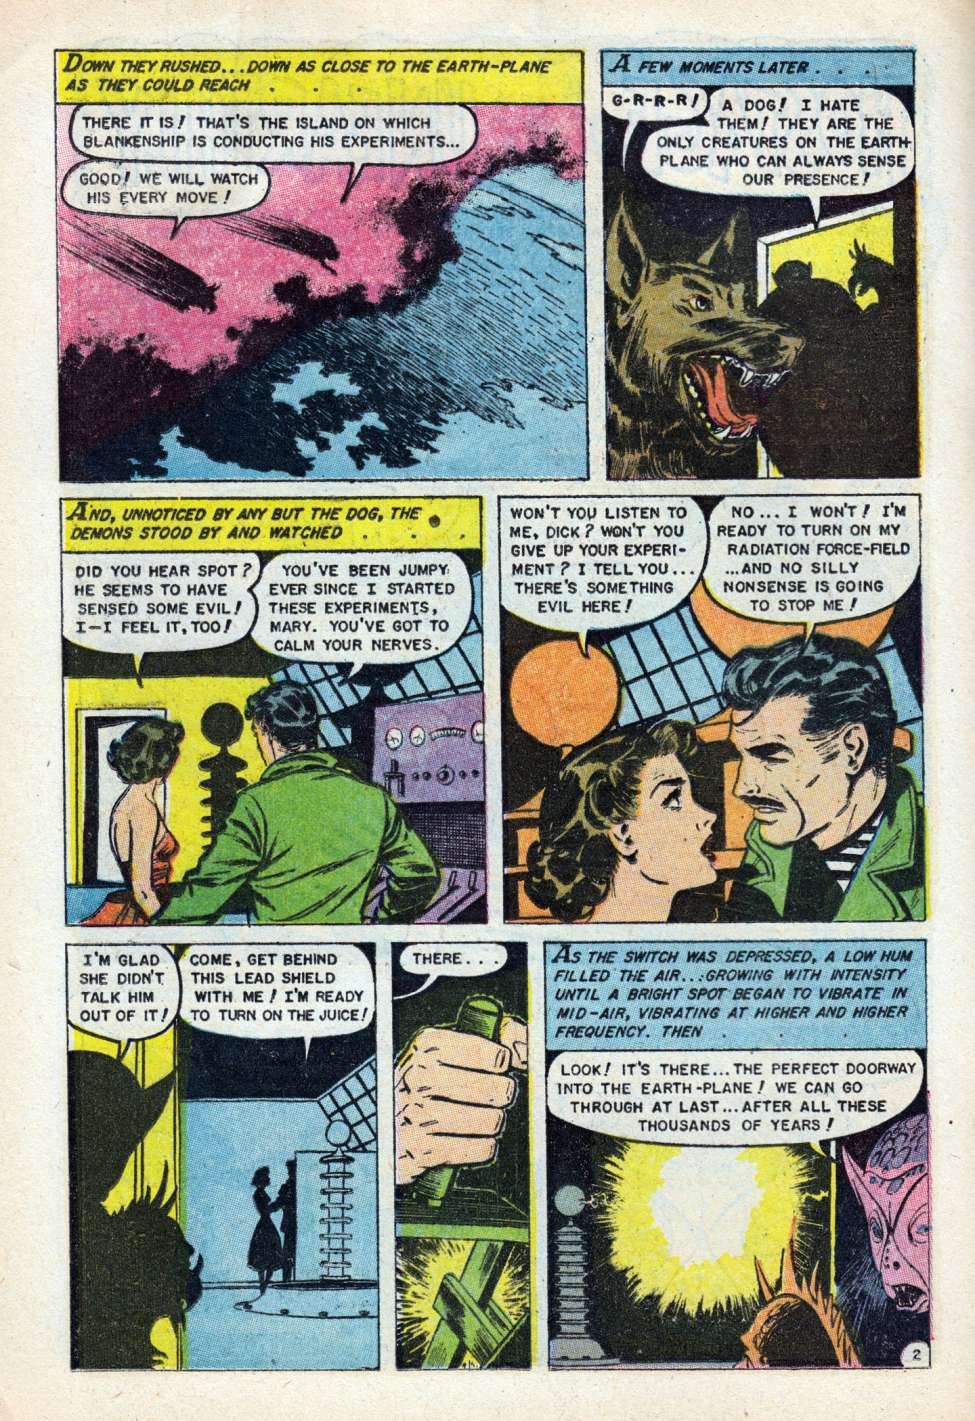 DOWN THEY RUSHED...DOWN AS CLOSE TO THE EARTH-PLANE
AS THEY COULD REACH . . .
THERE IT IS! THAT'S THE ISLAND ON WHICH
BLANKENSHIP IS CONDUCTING HIS EXPERIMENTS...
GOOD! WE WILL WATCH
HIS EVERY MOVE!
A FEW MOMENTS LATER . . .
G-R-R-R!
A DOG! I HATE
THEM! THEY ARE THE
ONLY CREATURES ON THE EARTH-
PLANE WHO CAN ALWAYS SENSE
OUR PRESENCE!
AND, UNNOTICED BY ANY BUT THE DOG, THE
DEMONS STOOD BY AND WATCHED . . .
DID YOU HEAR SPOT?
HE SEEMS TO HAVE
SENSED SOME EVIL!
I-I FEEL IT, TOO!
YOU'VE BEEN JUMPY
EVER SINCE I STARTED
THESE EXPERIMENTS,
MARY. YOU'VE GOT TO
CALM YOUR NERVES.
WON'T YOU LISTEN TO
ME, DICK? WON'T YOU
GIVE UP YOUR EXPERI-
MENT? I TELL YOU...
THERE'S SOMETHING
EVIL HERE!
NO... I WON'T! I'M
READY TO TURN ON MY
RADIATION FORCE-FIELD
...AND NO SILLY
NONSENSE IS GOING
TO STOP ME!
I'M GLAD
SHE DIDN'T
TALK HIM
OUT OF IT!
COME, GET BEHIND
THIS LEAD SHIELD
WITH ME! I'M READY
TO TURN ON THE JUICE!
THERE...
AS THE SWITCH WAS DEPRESSED, A LOW HUM
FILLED THE AIR...GROWING WITH INTENSITY
UNTIL A BRIGHT SPOT BEGAN TO VIBRATE IN
MID-AIR, VIBRATING AT HIGHER AND HIGHER
FREQUENCY. THEN . . .
LOOK! IT'S THERE...THE PERFECT DOORWAY
INTO THE EARTH-PLANE! WE CAN GO
THROUGH AT LAST...AFTER ALL THESE
THOUSANDS OF YEARS!
2